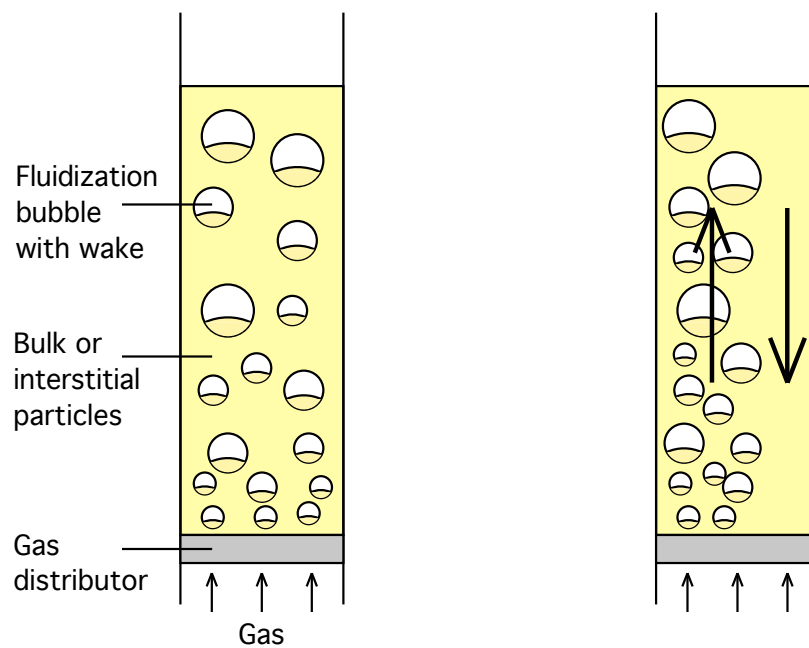 Fluidization
bubble
with wake
Bulk or
interstitial
particles
Gas
distributor
Gas